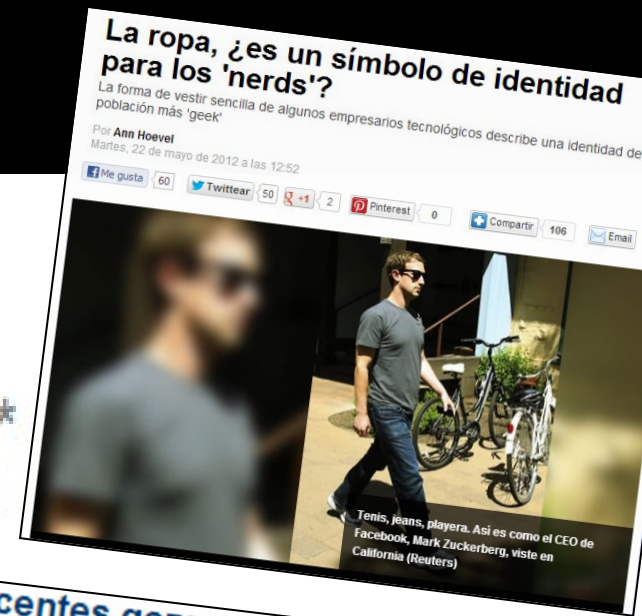 La ropa, ¿es un símbolo de identidad
para los 'nerds'?
La forma de vestir sencilla de algunos empresarios tecnológicos describe una identidad de
población más 'geek'
Por Ann Hoevel
Martes, 22 de mayo de 2012 a las 12:52
Me gusta 60 Twittear 50 +1 2 Pinterest 0 Compartir 106 Email
Tenis, jeans, playera. Asi es como el CEO de
Facebook, Mark Zuckerberg, viste en
California (Reuters)